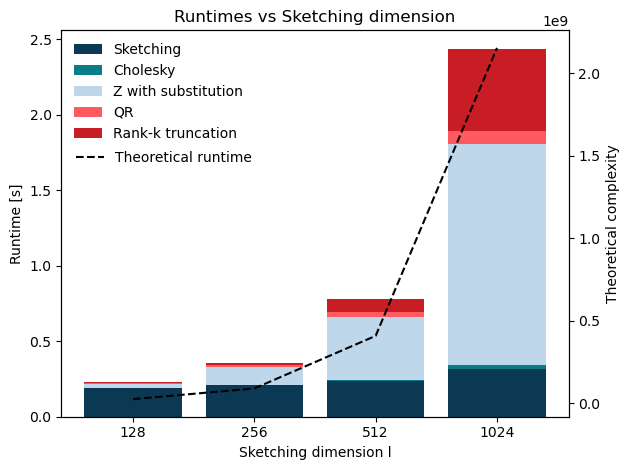 Runtimes vs Sketching dimension
1e9
Sketching
Cholesky
Z with substitution
QR
Rank-k truncation
Theoretical runtime
Runtime [s]
2.5
2.0
1.5
1.0
0.5
0.0
Theoretical complexity
2.0
1.5
1.0
0.5
0.0
128 256 512 1024
Sketching dimension l